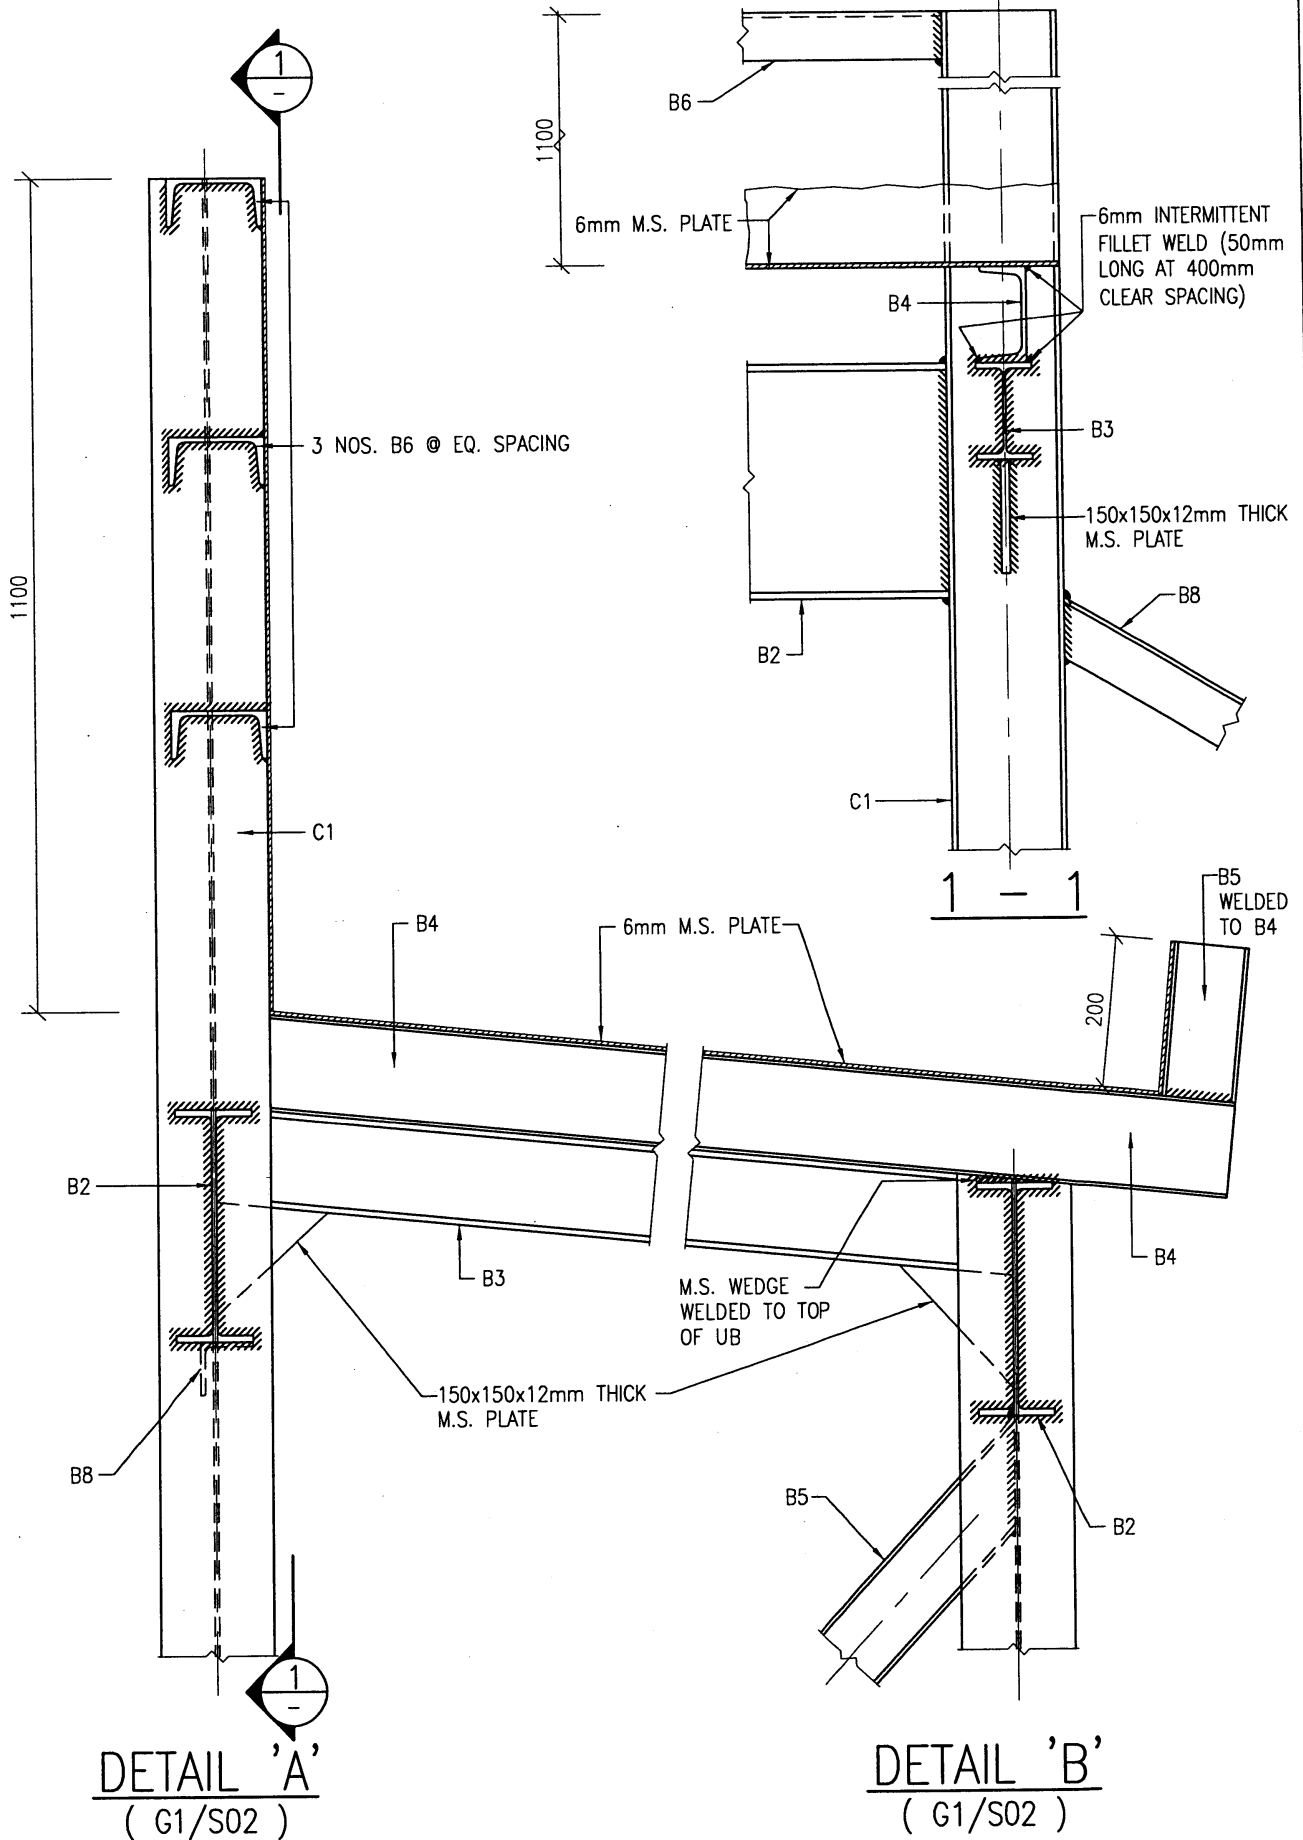 1
-
1100
B6
1100
6mm M.S. PLATE
6mm INTERMITTENT
FILLET WELD (50mm
LONG AT 400mm
CLEAR SPACING)
B4
3 NOS. B6 @ EQ. SPACING
B3
150x150x12mm THICK
M.S. PLATE
B8
B2
C1
C1
1 - 1
B5
WELDED
TO B4
B4
6mm M.S. PLATE
200
B2
B3
M.S. WEDGE
WELDED TO TOP
OF UB
B4
150x150x12mm THICK
M.S. PLATE
B8
B5
B2
1
-
DETAIL 'A'
( G1/S02 )
DETAIL 'B'
( G1/S02 )